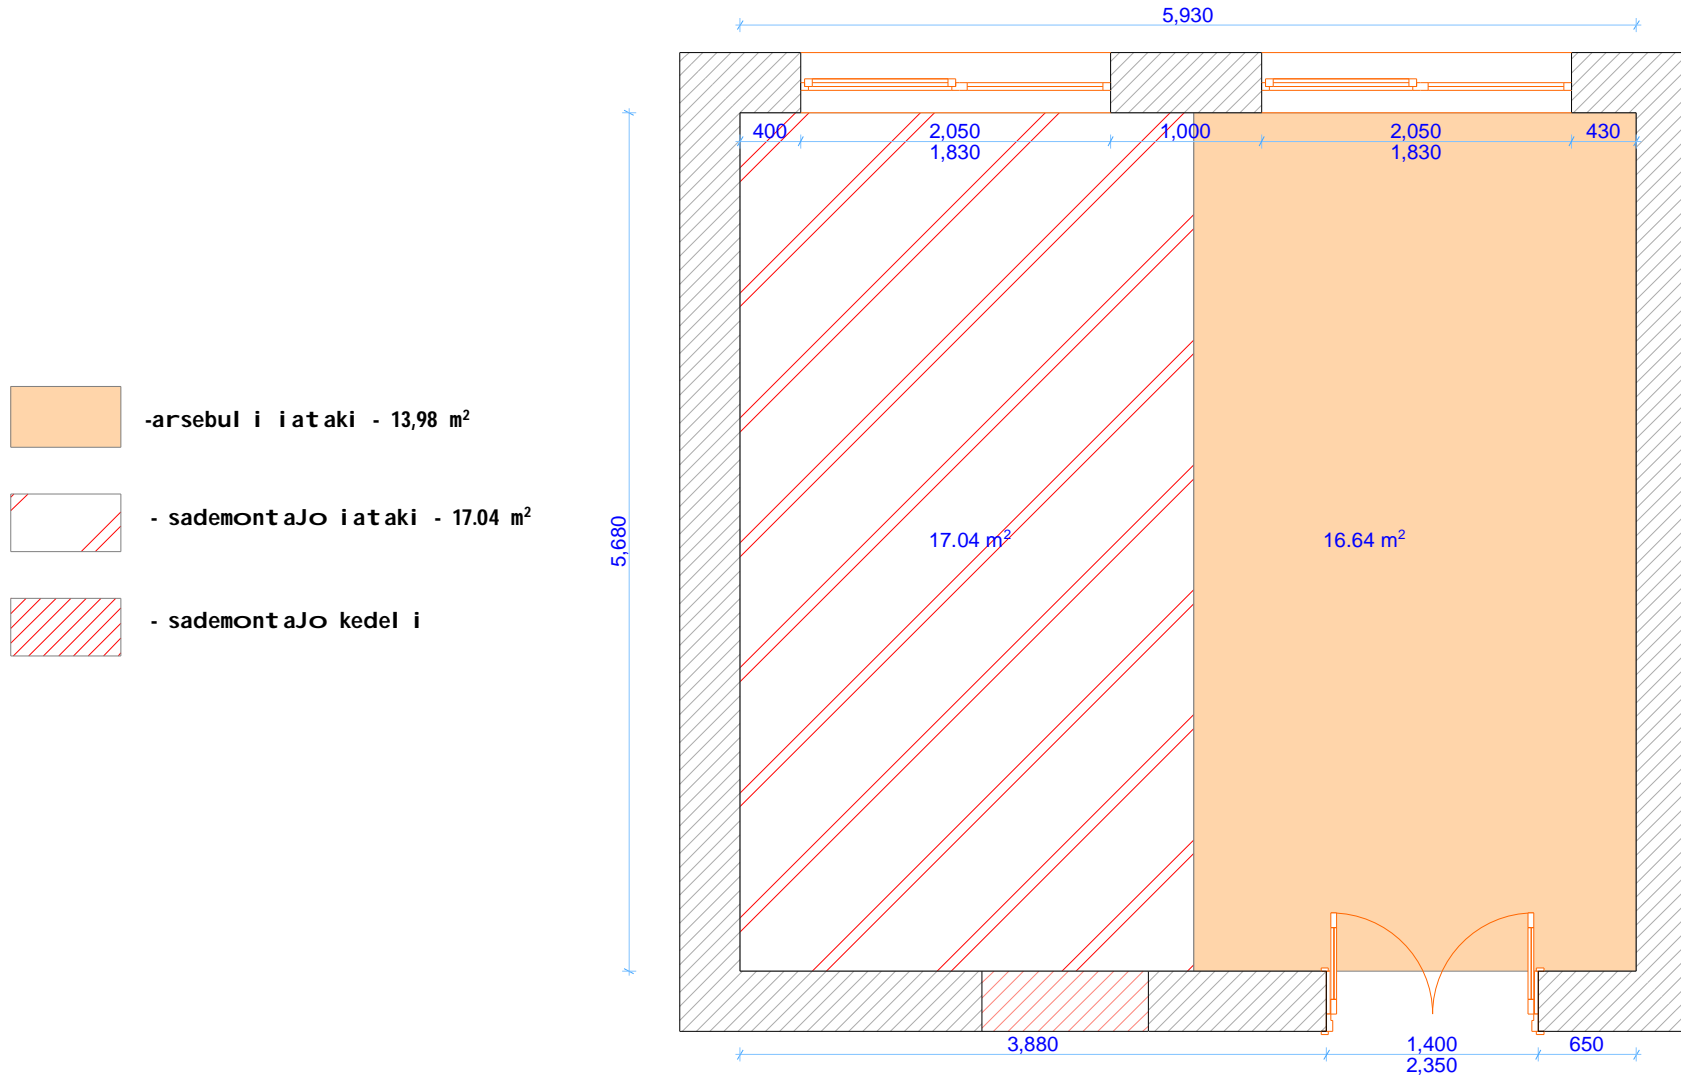 5,930
400 2,050 1,000 2,050 430
1,830 1,830
-arsebul i iataki - 13,98 m²
- sademontaJo iataki - 17.04 m²
- sademontaJo kedel i
5,680
17.04 m² 16.64 m²
3,880 1,400 650
2,350